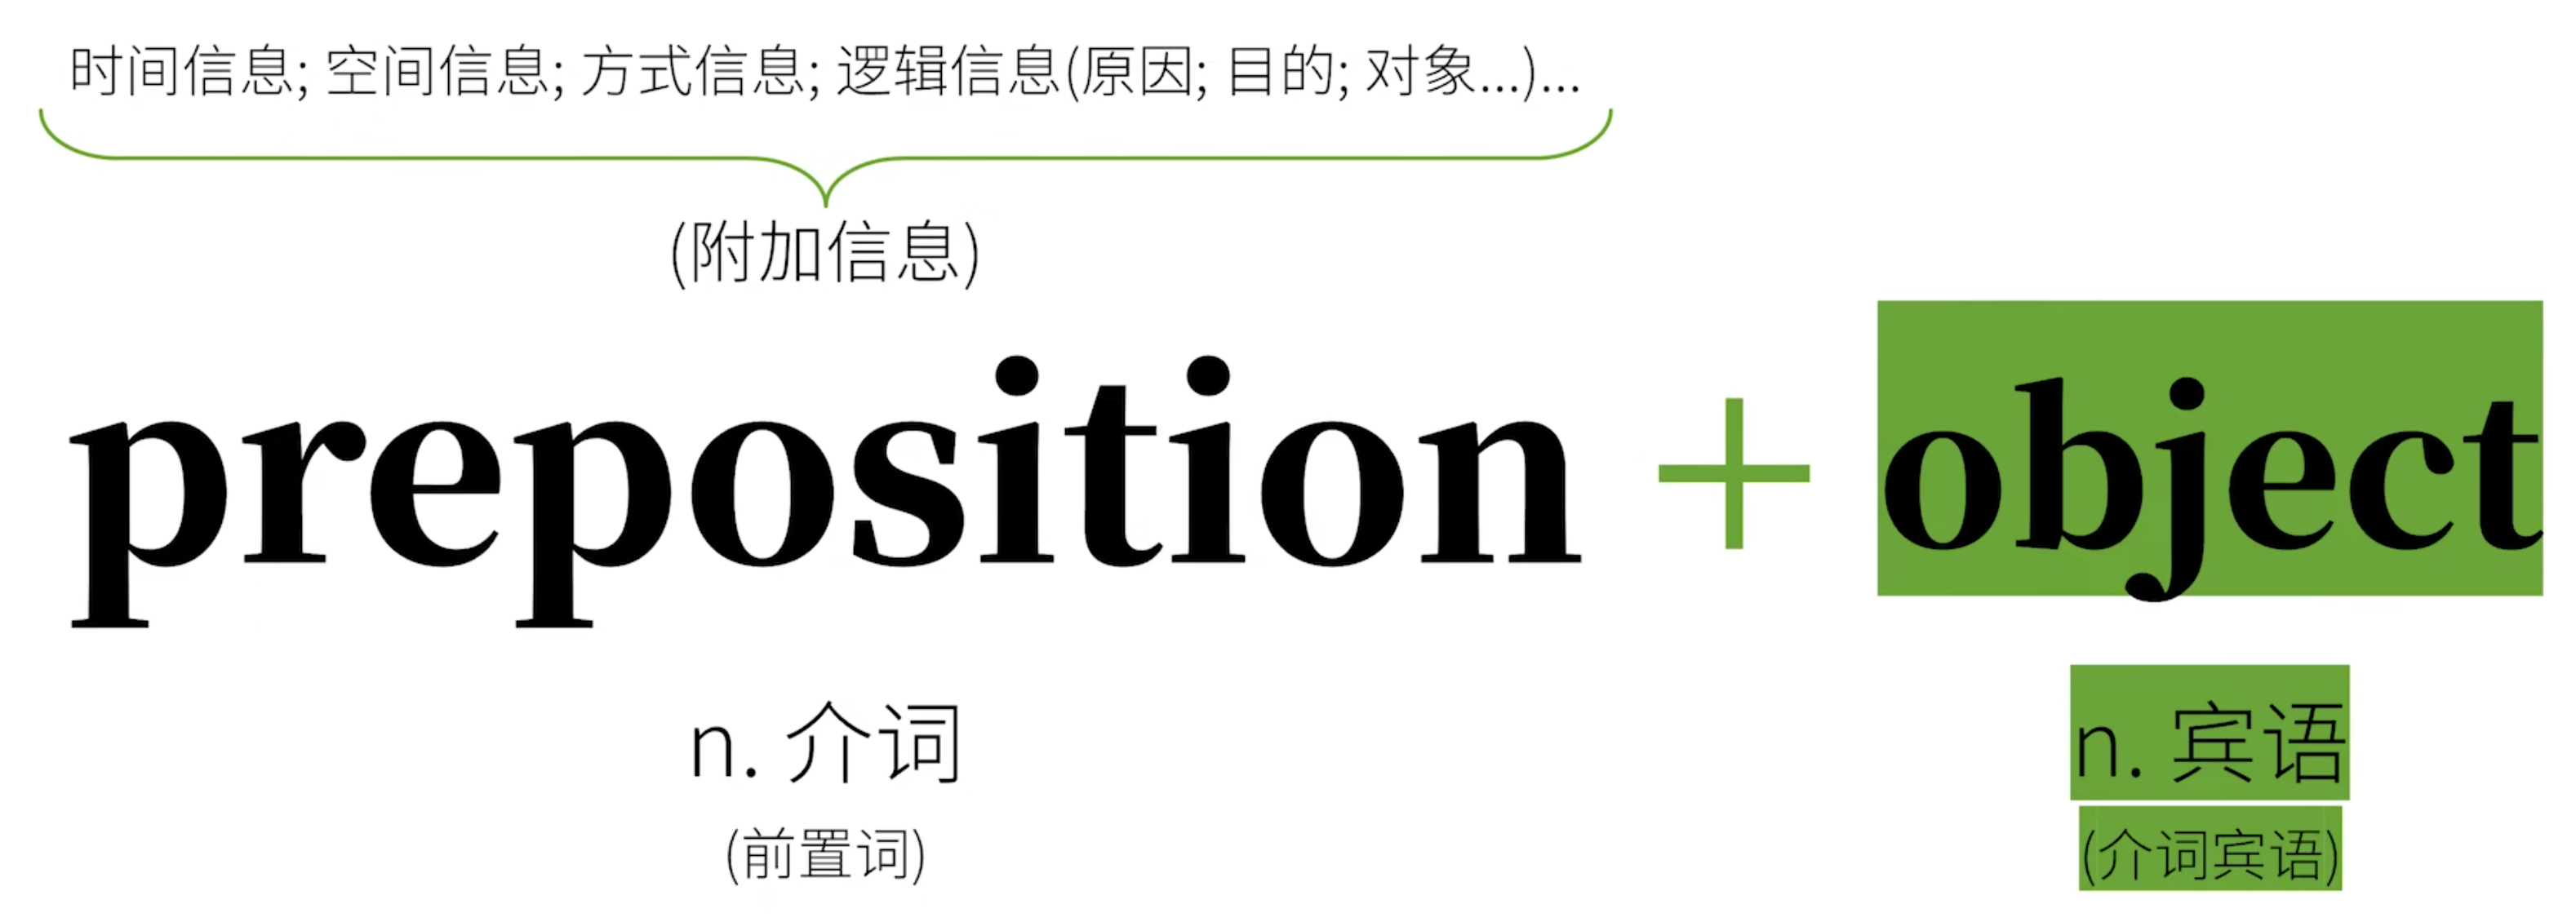 时间信息; 空间信息; 方式信息; 逻辑信息(原因; 目的; 对象...)...
(附加信息)
preposition + object
n. 介词 n. 宾语
(前置词) (介词宾语)